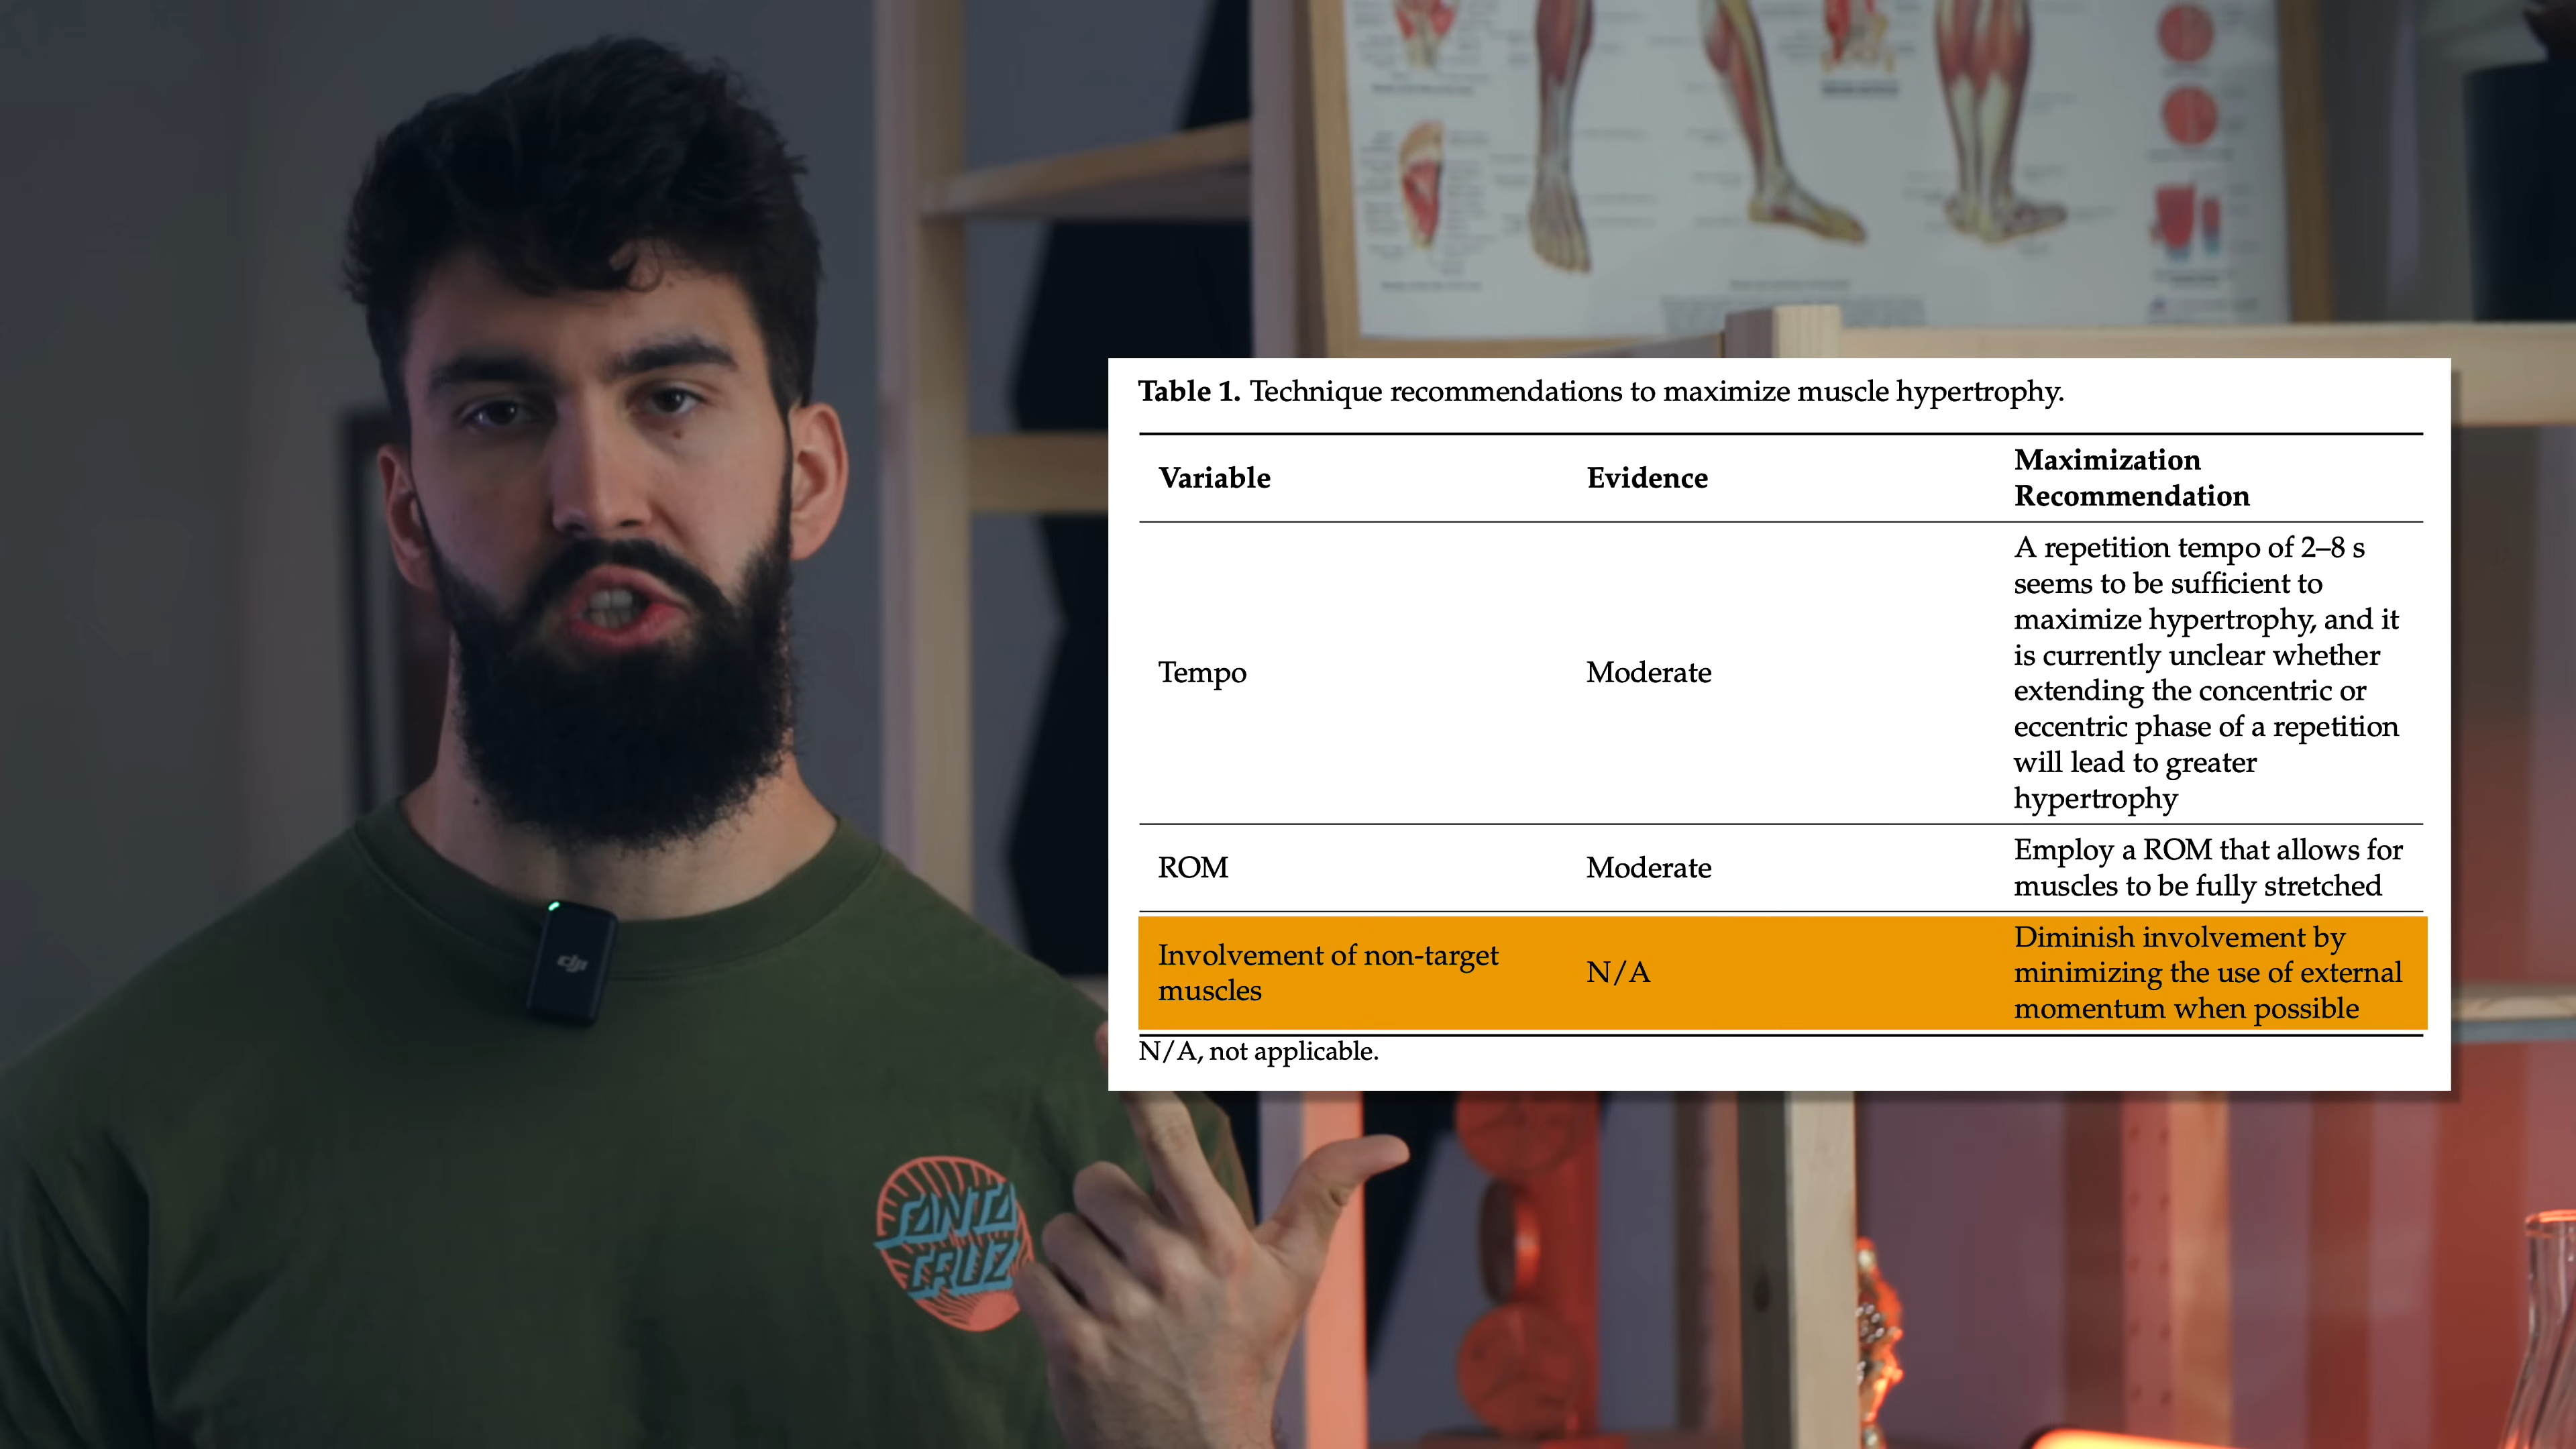 Table 1. Technique recommendations to maximize muscle hypertrophy.
Variable
Evidence
Maximization
Recommendation
Tempo
Moderate
A repetition tempo of 2–8 s
seems to be sufficient to
maximize hypertrophy, and it
is currently unclear whether
extending the concentric or
eccentric phase of a repetition
will lead to greater
hypertrophy
ROM
Moderate
Employ a ROM that allows for
muscles to be fully stretched
Involvement of non-target
muscles
N/A
Diminish involvement by
minimizing the use of external
momentum when possible
N/A, not applicable.
dji
SANTA
CRUZ